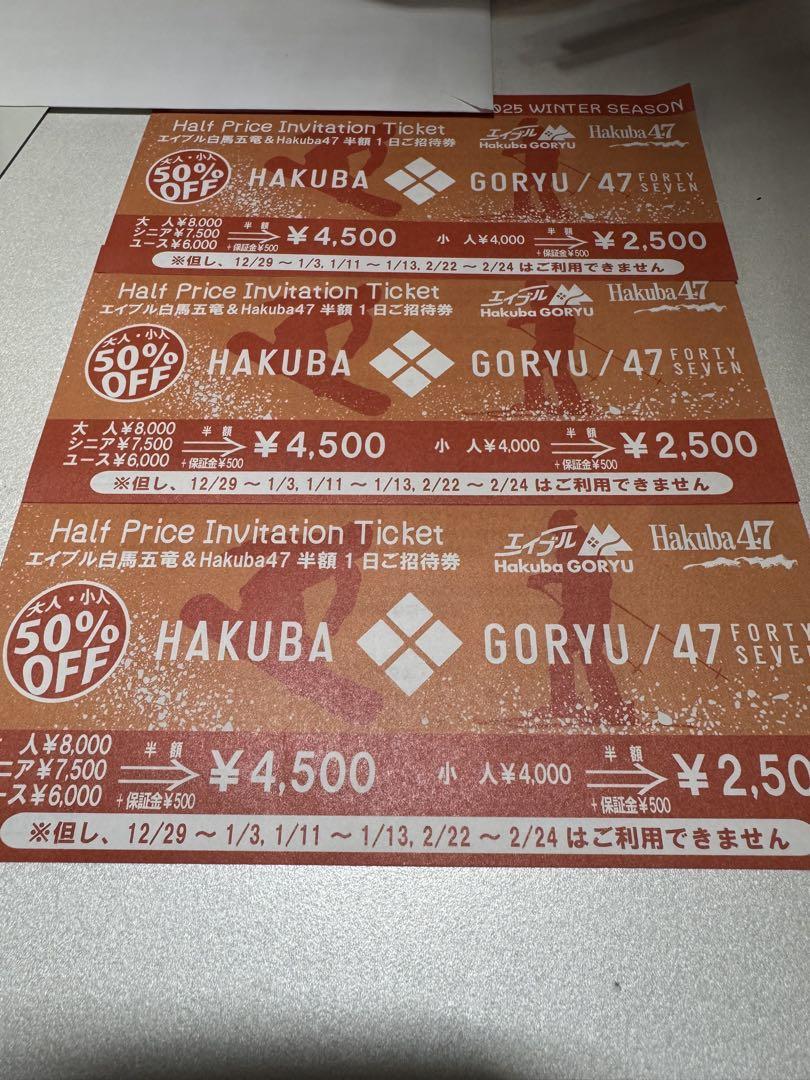 025 WINTER SEASON
Half Price Invitation Ticket
エイブル白馬五竜&Hakuba47 半額1日ご招待券
エイブル
Hakuba GORYU
Hakuba 47
大人・小人
50%
OFF
HAKUBA GORYU / 47 FORTY SEVEN
大 人¥8,000
シニア¥7,500
ユース¥6,000
半額
+保証金¥500
¥4,500
小 人¥4,000
半額
+保証金¥500
¥2,500
※但し、12/29 ～ 1/3, 1/11 ～ 1/13, 2/22 ～ 2/24 はご利用できません
Half Price Invitation Ticket
エイブル白馬五竜&Hakuba47 半額1日ご招待券
エイブル
Hakuba GORYU
Hakuba 47
大人・小人
50%
OFF
HAKUBA GORYU / 47 FORTY SEVEN
大 人¥8,000
シニア¥7,500
ユース¥6,000
半額
+保証金¥500
¥4,500
小 人¥4,000
半額
+保証金¥500
¥2,500
※但し、12/29 ～ 1/3, 1/11 ～ 1/13, 2/22 ～ 2/24 はご利用できません
Half Price Invitation Ticket
エイブル白馬五竜&Hakuba47 半額1日ご招待券
エイブル
Hakuba GORYU
Hakuba 47
大人・小人
50%
OFF
HAKUBA GORYU / 47 FORTY SEVE
人¥8,000
ニア¥7,500
ース¥6,000
半額
+保証金¥500
¥4,500
小 人¥4,000
半額
+保証金¥500
¥2,50
※但し、12/29 ～ 1/3, 1/11 ～ 1/13, 2/22 ～ 2/24 はご利用できません